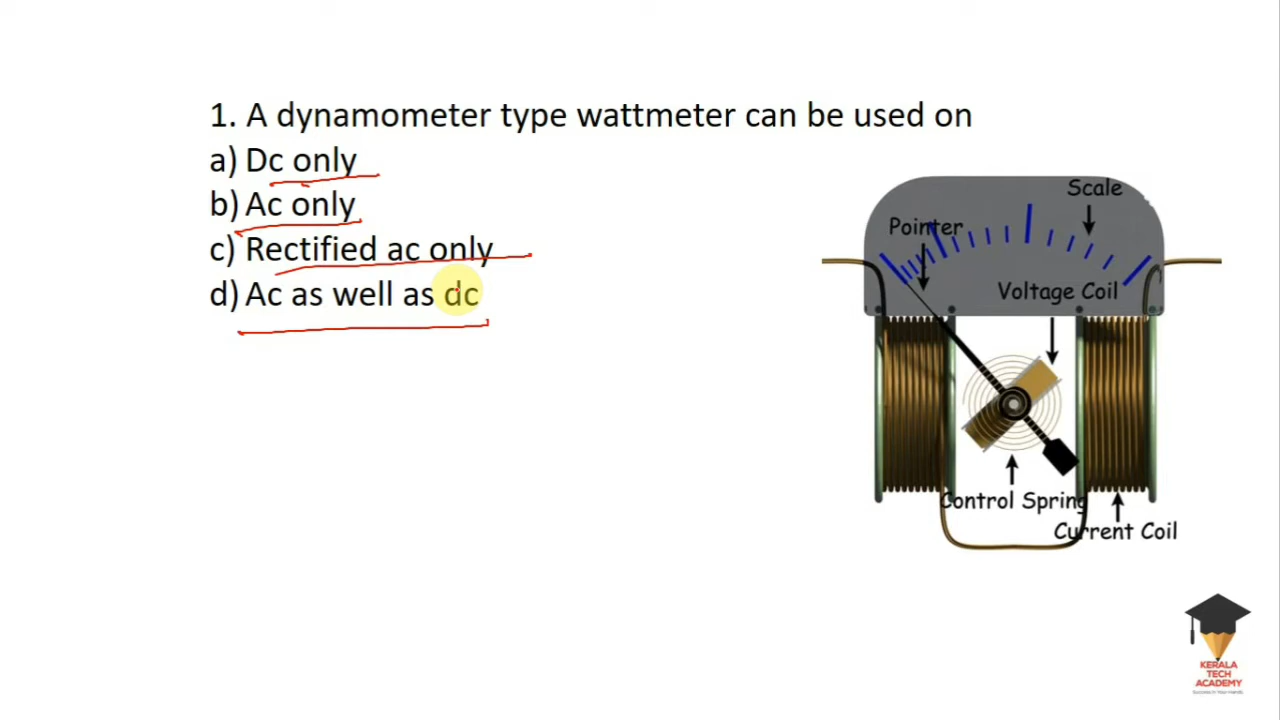 1. A dynamometer type wattmeter can be used on
a) Dc only
b) Ac only
c) Rectified ac only
d) Ac as well as dc
Scale
Pointer
Voltage Coil
Control Spring
Current Coil
KERALA
TECH
ACADEMY